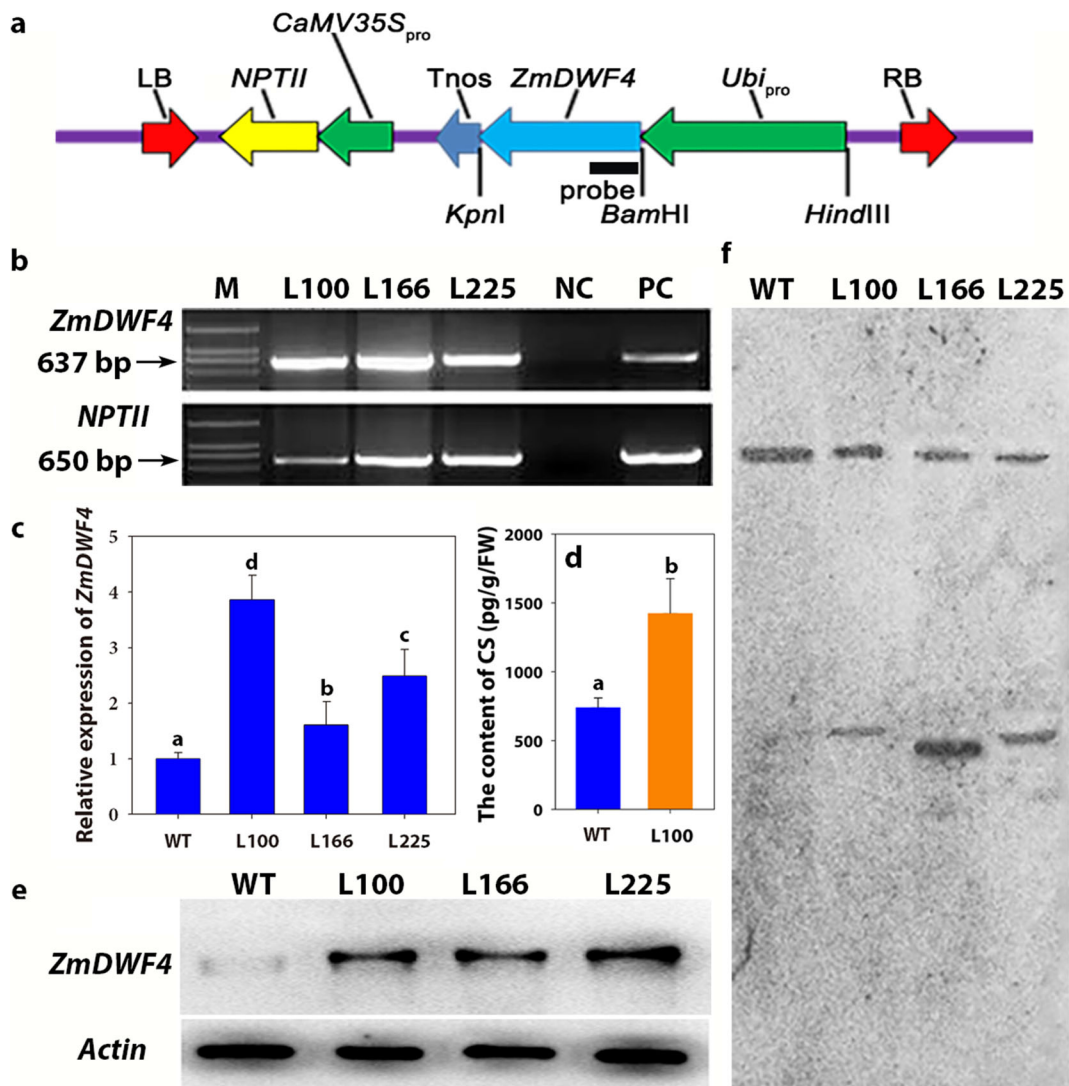 a
CaMV35Spro
LB NPTII Tnos ZmDWF4 Ubipro RB
probe
KpnI BamHI HindIII
b
M L100 L166 L225 NC PC
ZmDWF4
637 bp
NPTII
650 bp
c
Relative expression of ZmDWF4
5
4
3
2
1
0
a
d
b
c
WT L100 L166 L225
d
The content of CS (pg/g/FW)
2000
1500
1000
500
0
a
b
WT L100
e
WT L100 L166 L225
ZmDWF4
Actin
f
WT L100 L166 L225